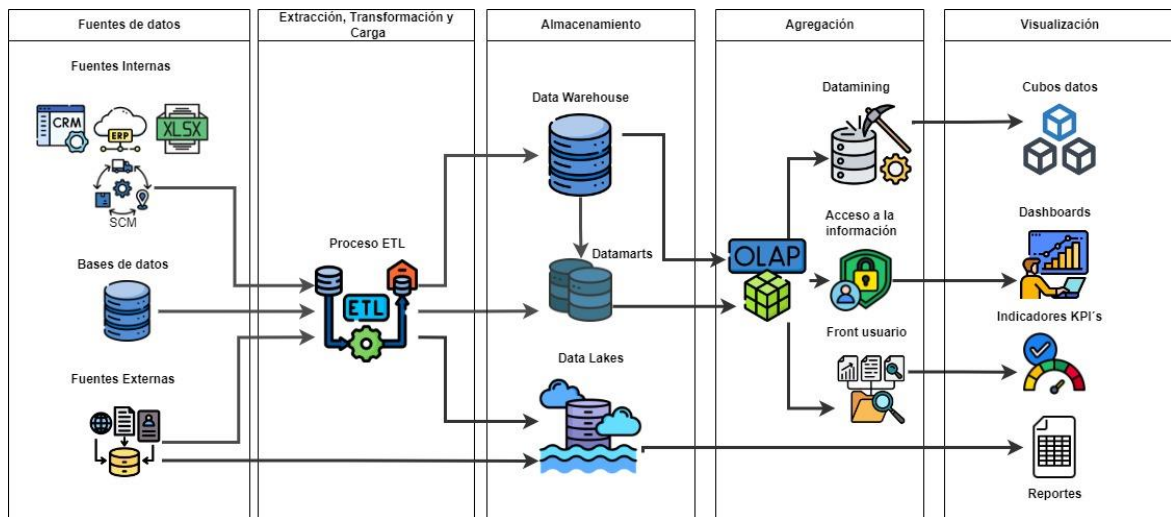 Fuentes de datos
Extracción, Transformación y
Carga
Almacenamiento
Agregación
Visualización
Fuentes Internas
CRM
ERP
XLSX
SCM
Bases de datos
Fuentes Externas
Proceso ETL
ETL
Data Warehouse
Datamarts
Data Lakes
OLAP
Datamining
Acceso a la
información
Front usuario
Cubos datos
Dashboards
Indicadores KPI´s
Reportes